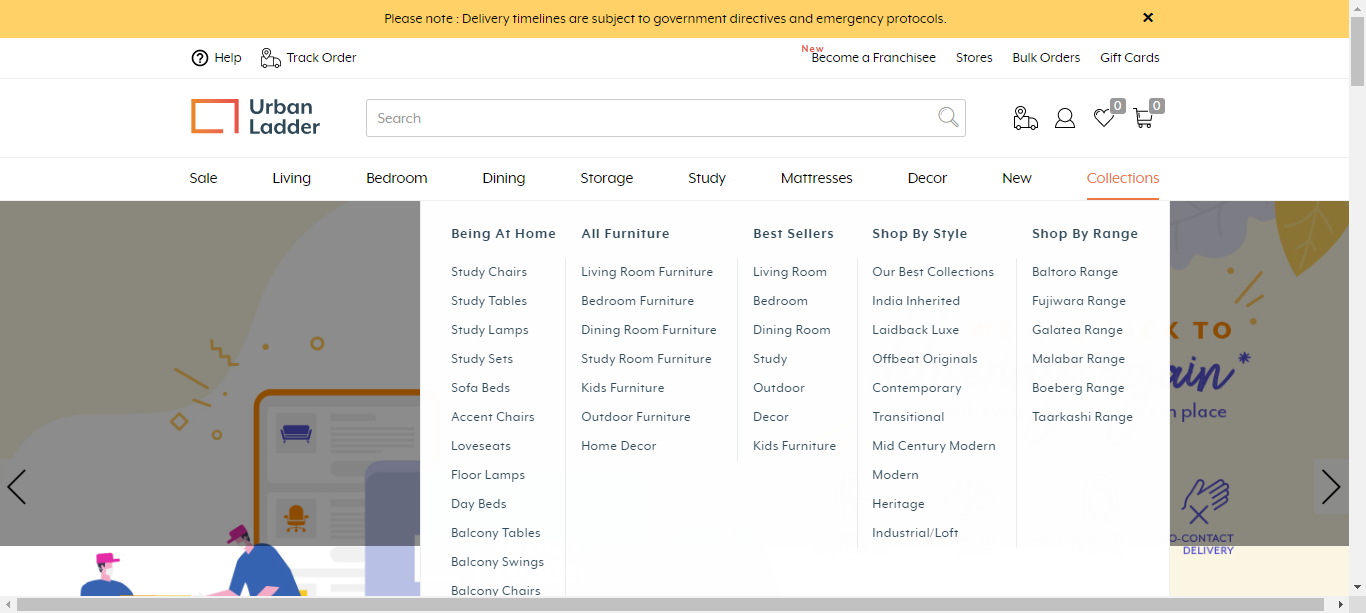 Please note : Delivery timelines are subject to government directives and emergency protocols.
Help
Track Order
New
Become a Franchisee
Stores
Bulk Orders
Gift Cards
Urban
Ladder
Search
0
0
Sale
Living
Bedroom
Dining
Storage
Study
Mattresses
Decor
New
Collections
Being At Home
Study Chairs
Study Tables
Study Lamps
Study Sets
Sofa Beds
Accent Chairs
Loveseats
Floor Lamps
Day Beds
Balcony Tables
Balcony Swings
Balcony Chairs
All Furniture
Living Room Furniture
Bedroom Furniture
Dining Room Furniture
Study Room Furniture
Kids Furniture
Outdoor Furniture
Home Decor
Best Sellers
Living Room
Bedroom
Dining Room
Study
Outdoor
Decor
Kids Furniture
Shop By Style
Our Best Collections
India Inherited
Laidback Luxe
Offbeat Originals
Contemporary
Transitional
Mid Century Modern
Modern
Heritage
Industrial/Loft
Shop By Range
Baltoro Range
Fujiwara Range
Galatea Range
Malabar Range
Boeberg Range
Taarkashi Range
TO
place
O-CONTACT
DELIVERY